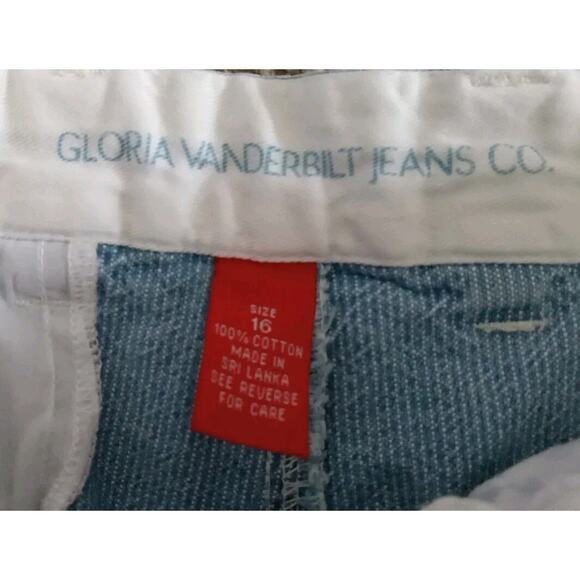 GLORIA VANDERBILT JEANS CO.
SIZE
16
100% COTTON
MADE IN
SRI LANKA
SEE REVERSE
FOR CARE